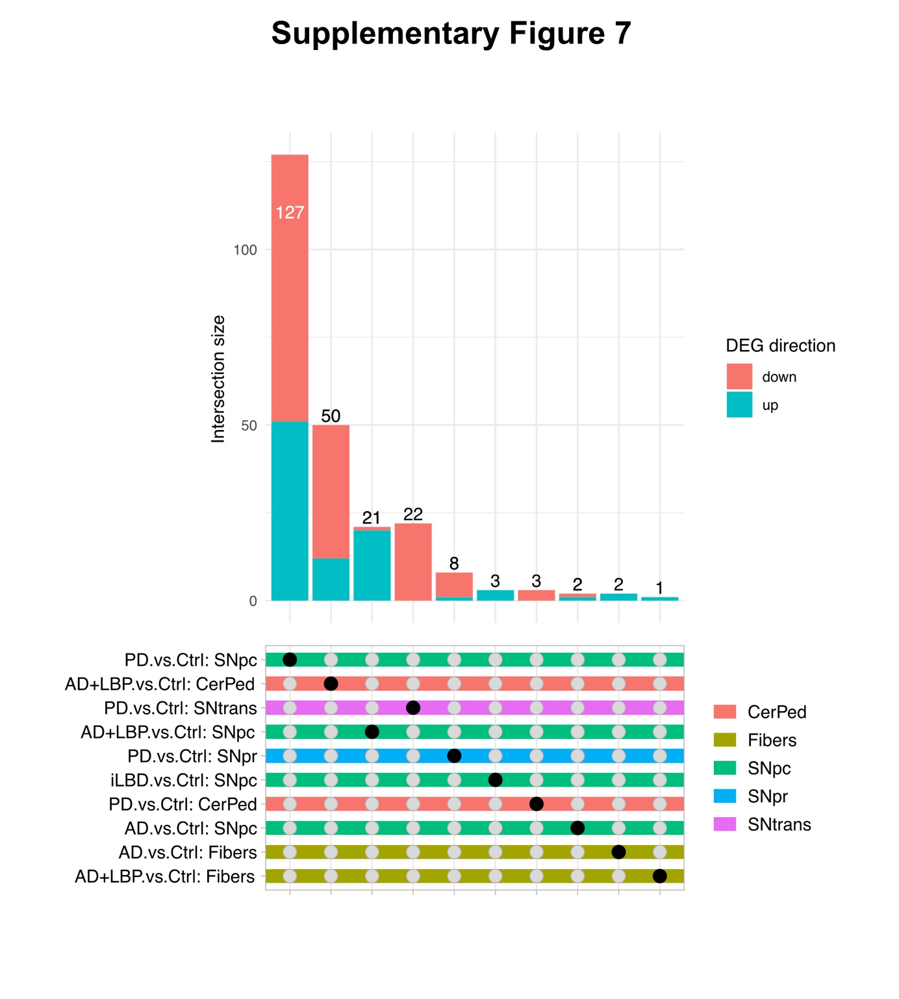 Supplementary Figure 7
127
50
21
22
8
3
3
2
2
1
100
50
0
Intersection size
DEG direction
down
up
PD.vs.Ctrl: SNpc
AD+LBP.vs.Ctrl: CerPed
PD.vs.Ctrl: SNtrans
AD+LBP.vs.Ctrl: SNpc
PD.vs.Ctrl: SNpr
iLBD.vs.Ctrl: SNpc
PD.vs.Ctrl: CerPed
AD.vs.Ctrl: SNpc
AD.vs.Ctrl: Fibers
AD+LBP.vs.Ctrl: Fibers
CerPed
Fibers
SNpc
SNpr
SNtrans